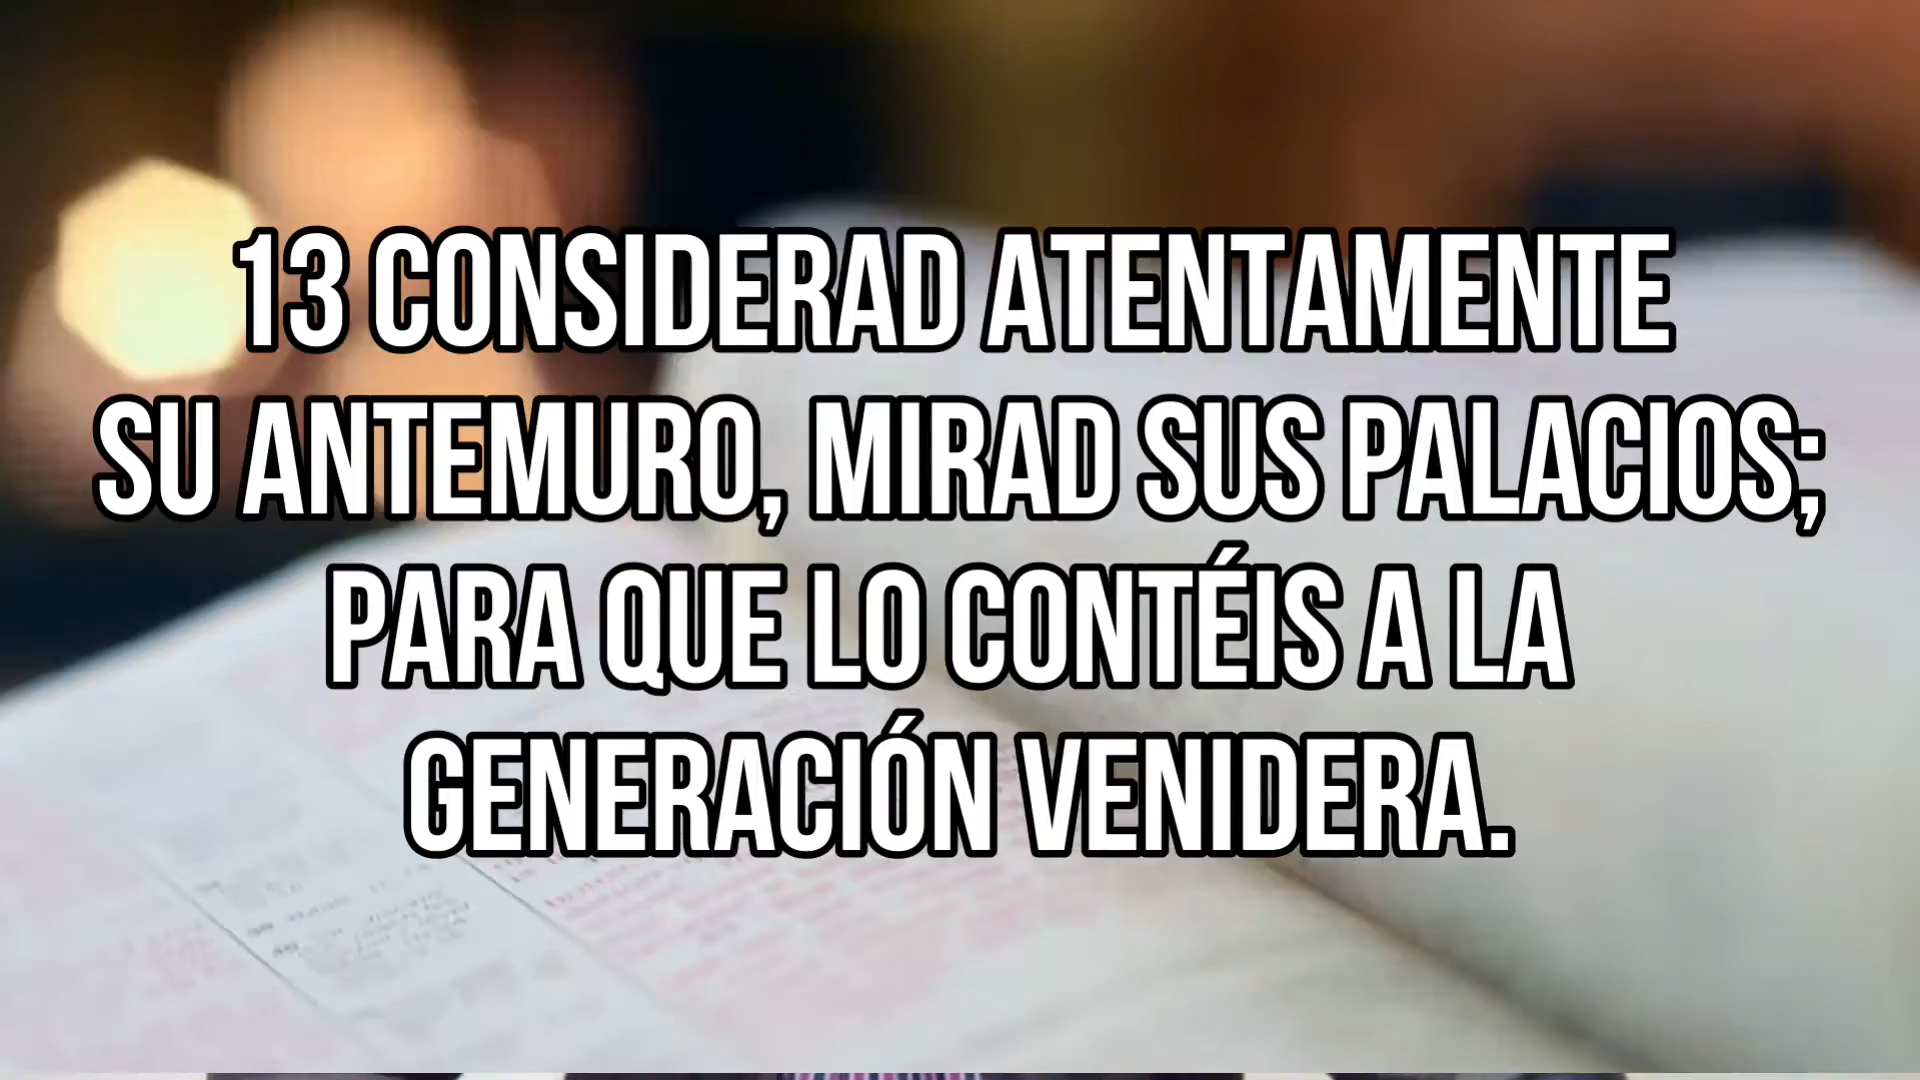 13 CONSIDERAD ATENTAMENTE
SU ANTEMURO, MIRAD SUS PALACIOS;
PARA QUE LO CONTÉIS A LA
GENERACIÓN VENIDERA.